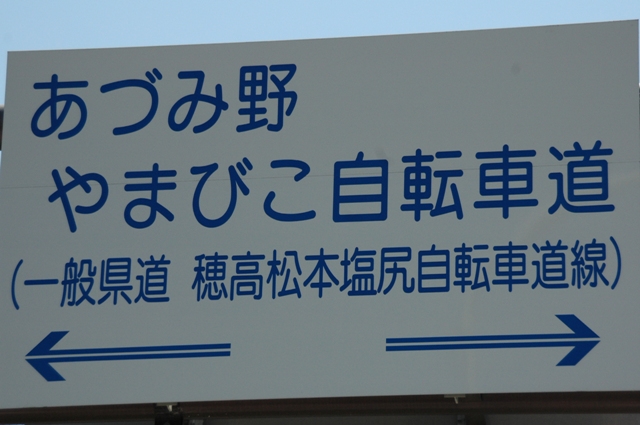 あづみ野
やまびこ自転車道
(一般県道 穂高松本塩尻自転車道線)